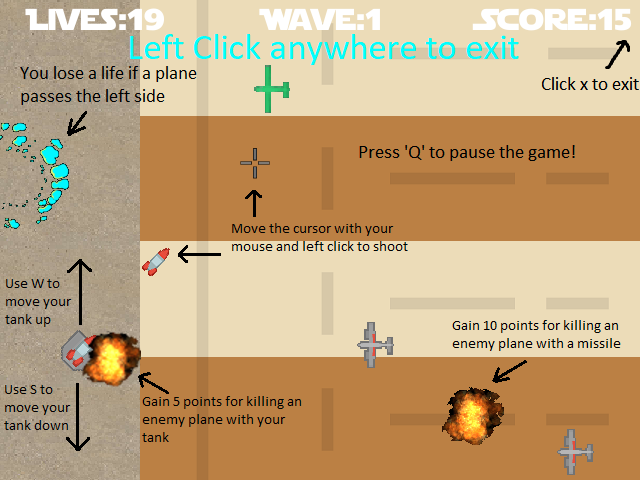 LIVES:19 WAVE:1 SCORE:15
Left Click anywhere to exit
You lose a life if a plane
passes the left side
Click x to exit
Press 'Q' to pause the game!
Move the cursor with your
mouse and left click to shoot
Use W to
move your
tank up
Gain 10 points for killing an
enemy plane with a missile
Use S to
move your
tank down
Gain 5 points for killing an
enemy plane with your
tank